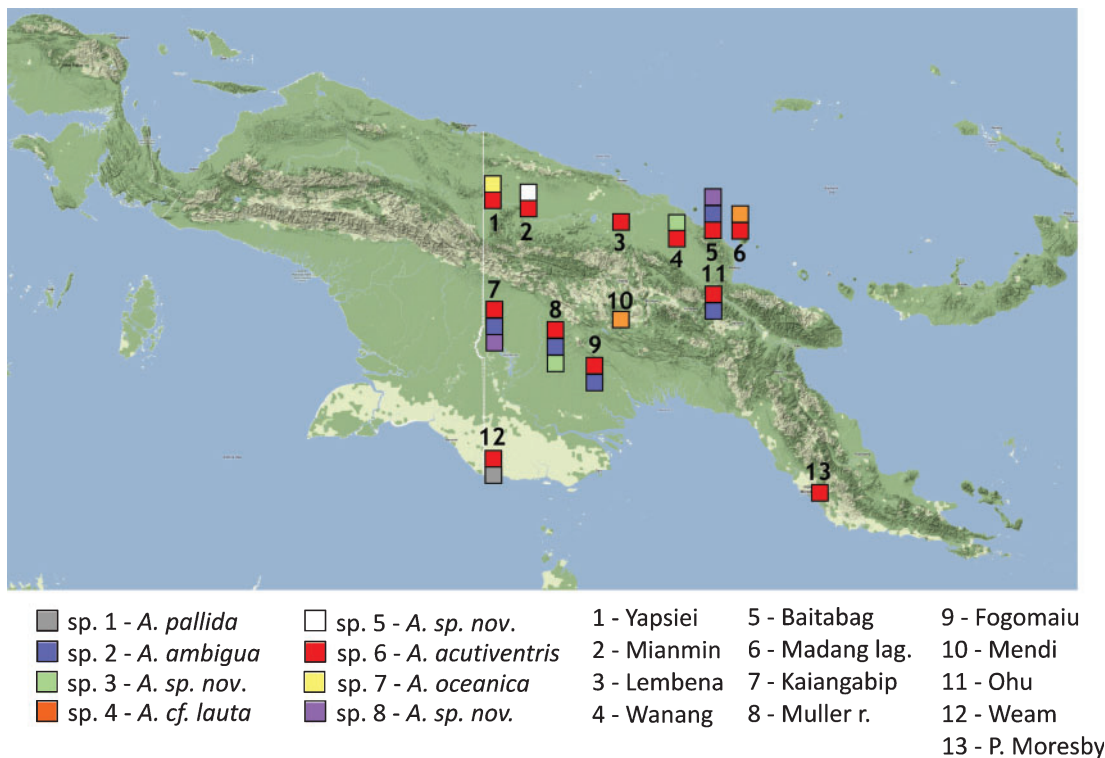 1
2
3
4
5
6
11
7
8
10
9
12
13
sp. 1 - A. pallida
sp. 2 - A. ambigua
sp. 3 - A. sp. nov.
sp. 4 - A. cf. lauta
sp. 5 - A. sp. nov.
sp. 6 - A. acutiventris
sp. 7 - A. oceanica
sp. 8 - A. sp. nov.
1 - Yapsiei
2 - Mianmin
3 - Lembena
4 - Wanang
5 - Baitabag
6 - Madang lag.
7 - Kaiangabip
8 - Muller r.
9 - Fogomaiu
10 - Mendi
11 - Ohu
12 - Weam
13 - P. Moresby